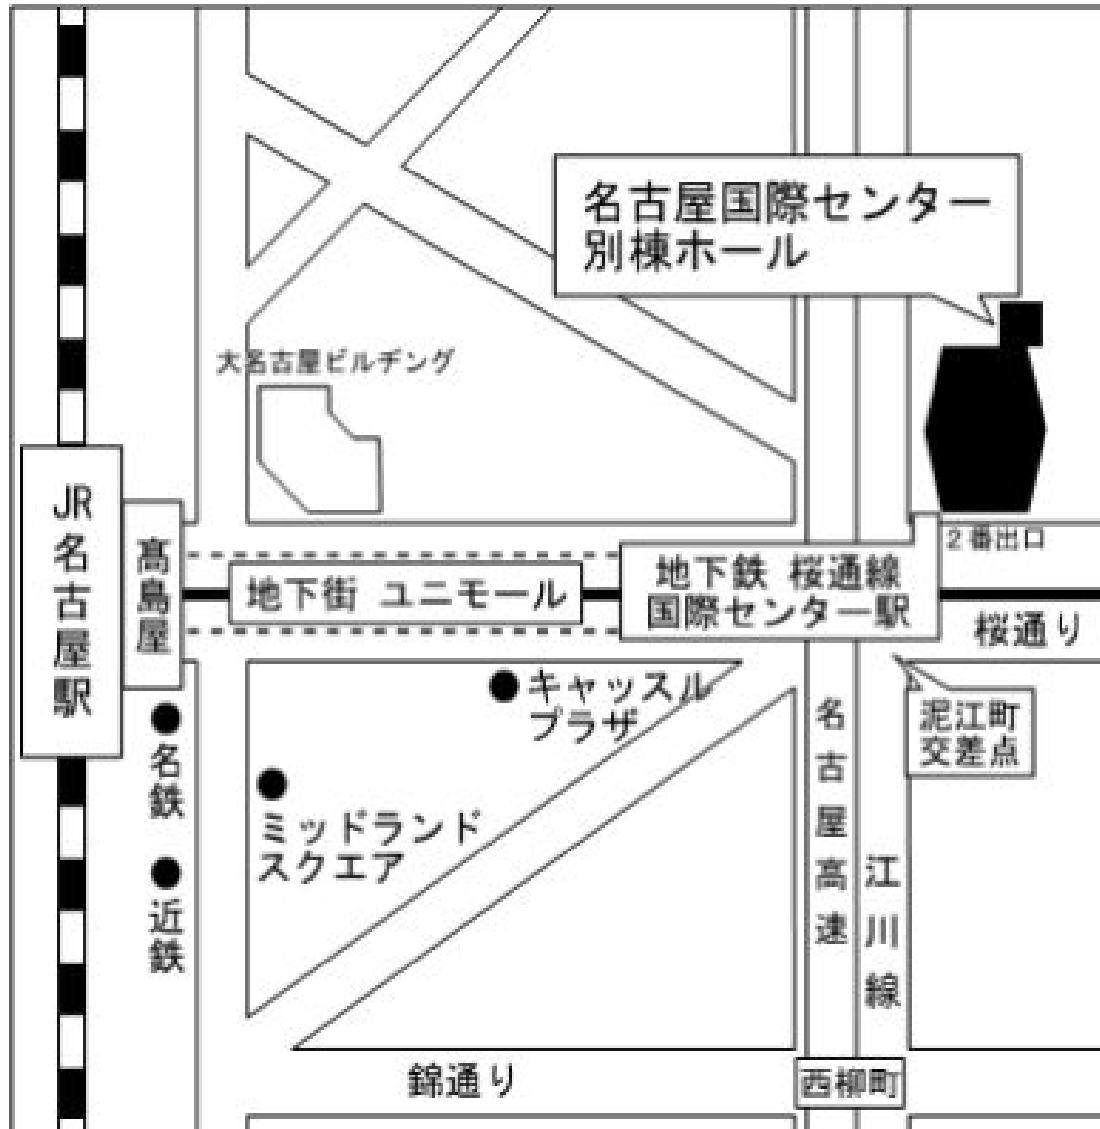 名古屋国際センター
別棟ホール
大名古屋ビルヂング
JR名古屋駅
髙島屋
地下街 ユニモール
地下鉄 桜通線
国際センター駅
2番出口
桜通り
キャッスル
プラザ
泥江町
交差点
名鉄
ミッドランド
スクエア
近鉄
名古屋高速
江川線
錦通り
西柳町